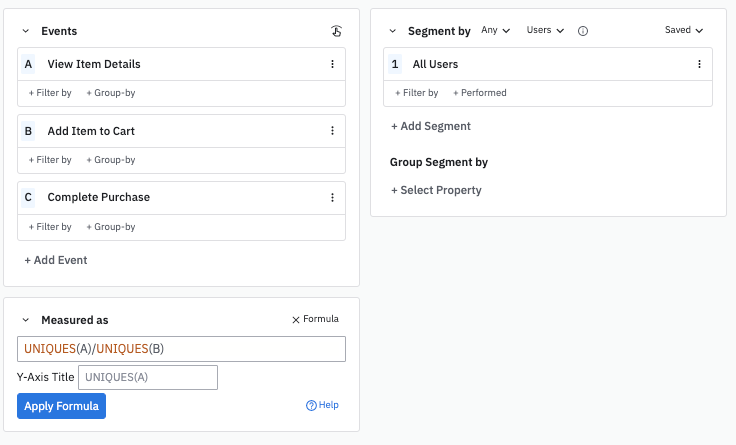 Events
A View Item Details
+ Filter by + Group-by
B Add Item to Cart
+ Filter by + Group-by
C Complete Purchase
+ Filter by + Group-by
+ Add Event
Measured as Formula
UNIQUES(A)/UNIQUES(B)
Y-Axis Title UNIQUES(A)
Apply Formula Help
Segment by Any Users Saved
1 All Users
+ Filter by + Performed
+ Add Segment
Group Segment by
+ Select Property